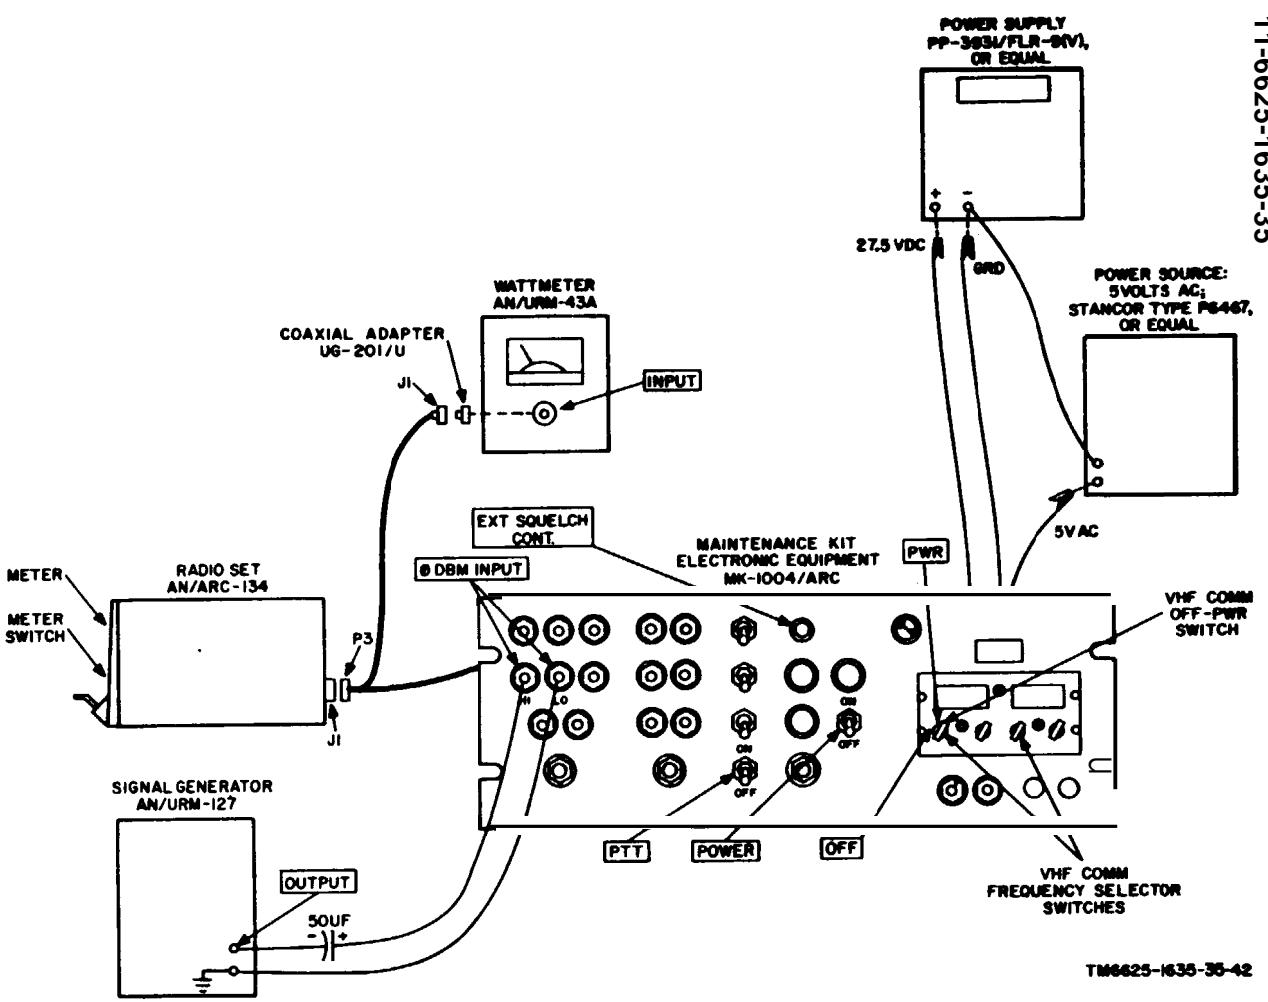 POWER SUPPLY
PP-3931/FLR-9(V),
OR EQUAL
TT-6625-1635-35
+
-
27.5 VDC
GRD
POWER SOURCE:
5VOLTS AC;
STANCOR TYPE P6467,
OR EQUAL
5V AC
WATTMETER
AN/URM-43A
COAXIAL ADAPTER
UG-201/U
J1
INPUT
EXT SQUELCH
CONT.
MAINTENANCE KIT
ELECTRONIC EQUIPMENT
MK-1004/ARC
PWR
0 DBM INPUT
RADIO SET
AN/ARC-134
METER
METER
SWITCH
P3
J1
VHF COMM
OFF-PWR
SWITCH
HI
LO
ON
OFF
ON
OFF
SIGNAL GENERATOR
AN/URM-127
OUTPUT
50UF
-
+
PTT
POWER
OFF
VHF COMM
FREQUENCY SELECTOR
SWITCHES
TM6625-1635-35-42